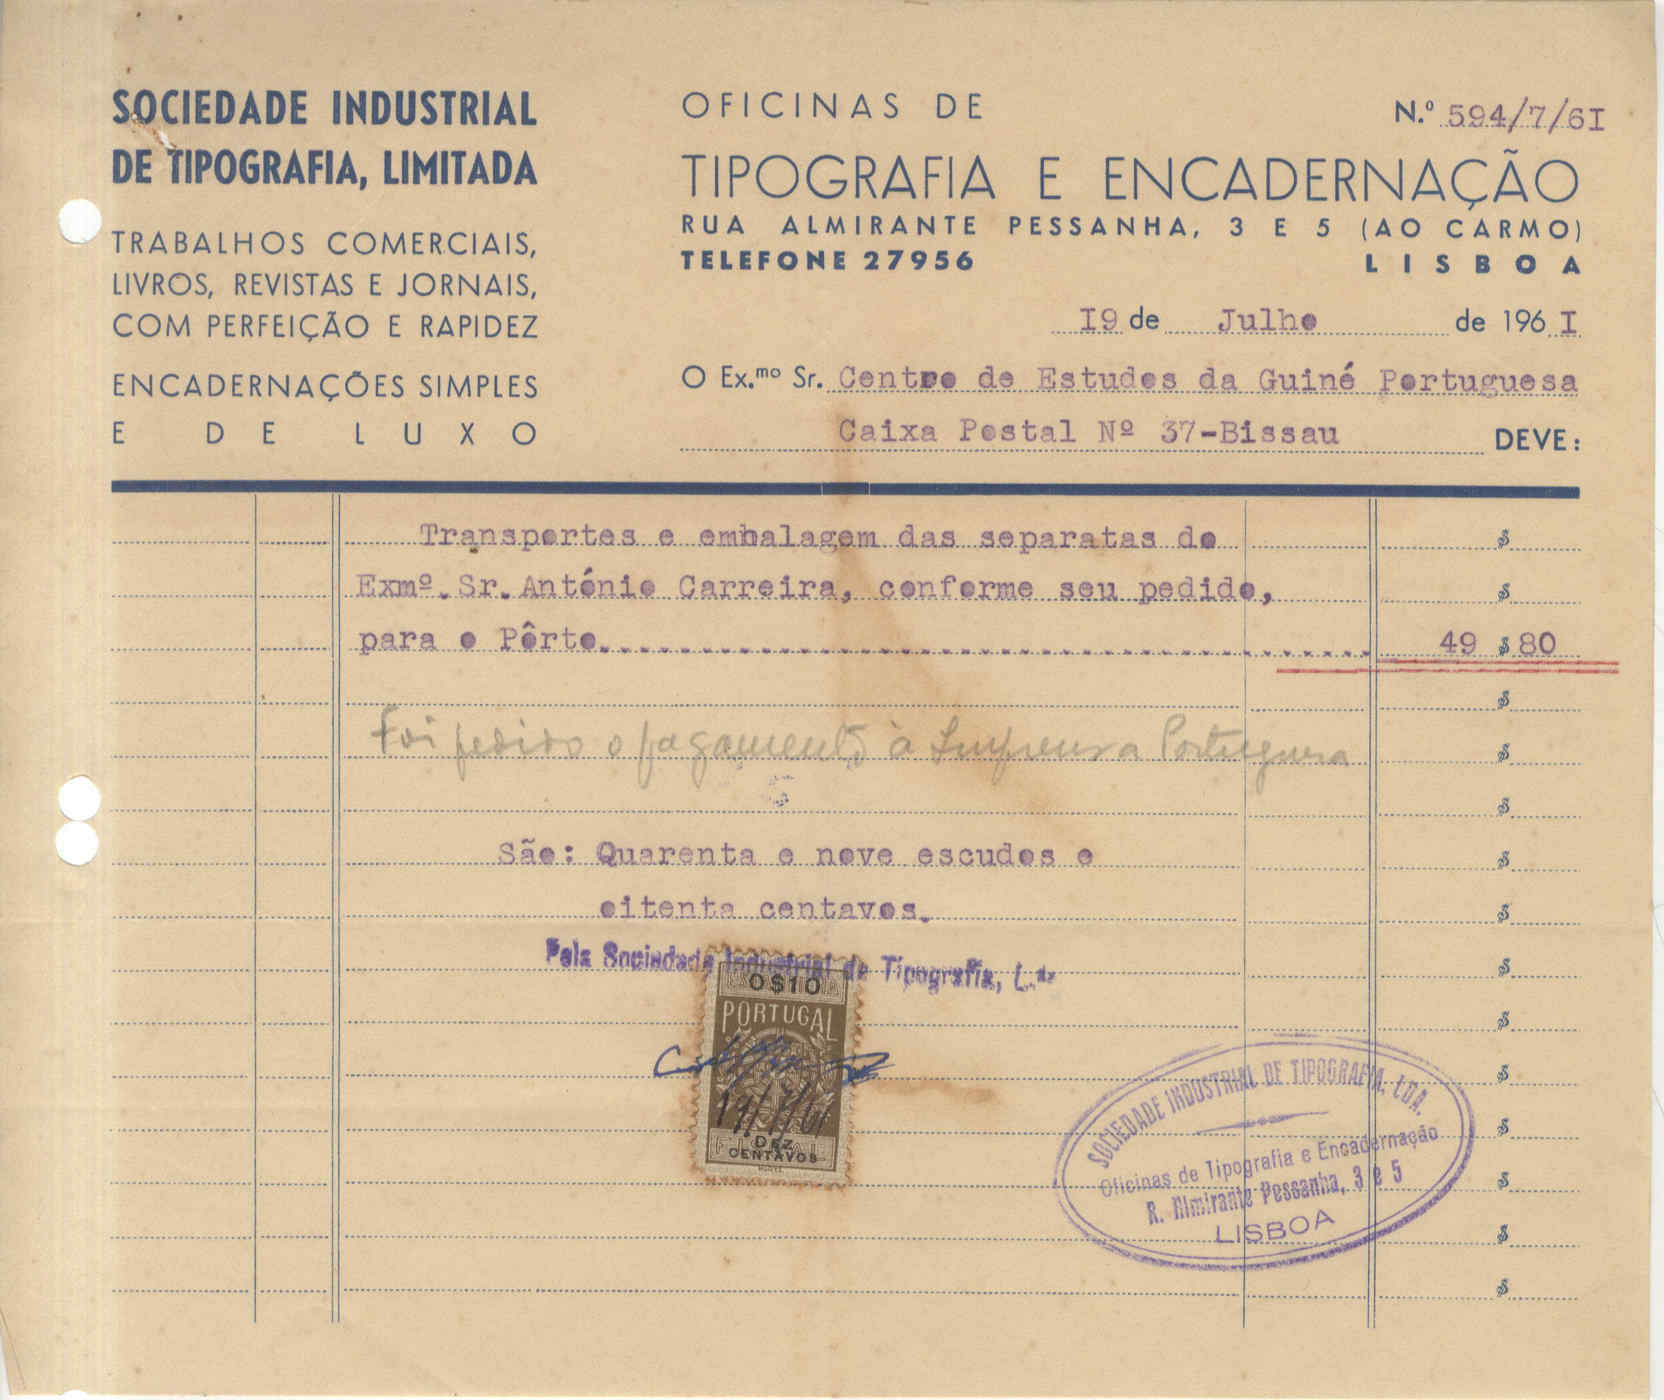 SOCIEDADE INDUSTRIAL
DE TIPOGRAFIA, LIMITADA
TRABALHOS COMERCIAIS,
LIVROS, REVISTAS E JORNAIS,
COM PERFEIÇÃO E RAPIDEZ
ENCADERNAÇÕES SIMPLES
E DE LUXO
OFICINAS DE
N.º 594/7/6I
TIPOGRAFIA E ENCADERNAÇÃO
RUA ALMIRANTE PESSANHA, 3 E 5 (AO CARMO)
TELEFONE 27956 LISBOA
I9 de Julho de 196 I
O Ex.mo Sr. Centro de Estudos da Guiné Portuguesa
Caixa Postal Nº 37-Bissau DEVE:
Transportes e embalagem das separatas do $
Exmº. Sr. António Carreira, conforme seu pedido, $
para o Pôrto........................................ 49 $ 80
$
Foi pedido o pagamento à Imprensa Portuguesa $
$
São: Quarenta e nove escudos e $
oitenta centavos. $
Pela Sociedade Industrial de Tipografia, L.da $
$
$
$
$
$
$
O$10
PORTUGAL
19/7/61
FISCAL
DEZ
CENTAVOS
SOCIEDADE INDUSTRIAL DE TIPOGRAFIA, LDA.
Oficinas de Tipografia e Encadernação
R. Almirante Pessanha, 3 e 5
LISBOA